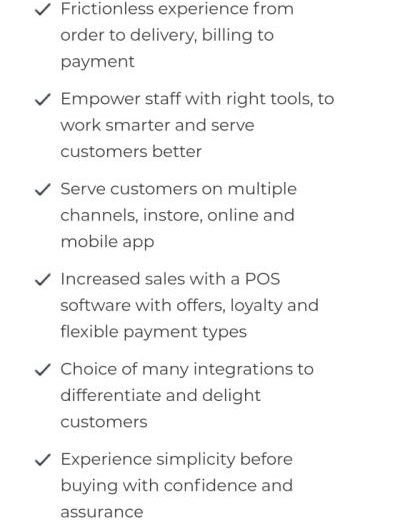 Frictionless experience from
order to delivery, billing to
payment
Empower staff with right tools, to
work smarter and serve
customers better
Serve customers on multiple
channels, instore, online and
mobile app
Increased sales with a POS
software with offers, loyalty and
flexible payment types
Choice of many integrations to
differentiate and delight
customers
Experience simplicity before
buying with confidence and
assurance